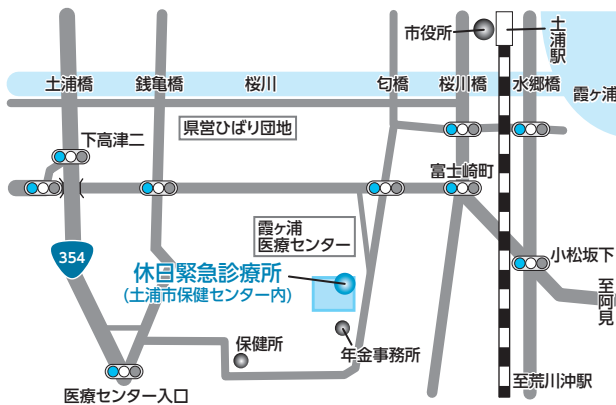 市役所
土浦駅
土浦橋
銭亀橋
桜川
匂橋
桜川橋
水郷橋
霞ヶ浦
県営ひばり団地
下高津二
富士崎町
霞ヶ浦
医療センター
354
休日緊急診療所
(土浦市保健センター内)
小松坂下
至阿見
保健所
年金事務所
至荒川沖駅
医療センター入口